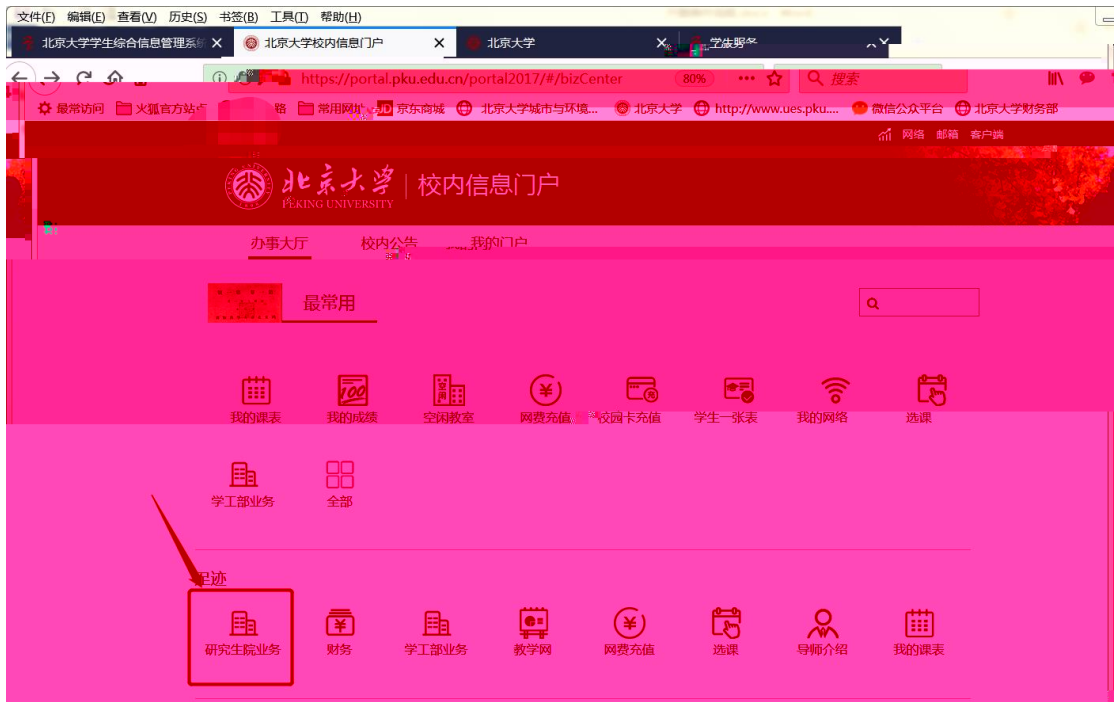 文件(F) 编辑(E) 查看(V) 历史(S) 书签(B) 工具(T) 帮助(H)
北京大学学生综合信息管理系统 北京大学校内信息门户 北京大学
https://portal.pku.edu.cn/portal2017/#/bizCenter 80% 搜索
最常访问 火狐官方站点 常用网址 京东商城 北京大学城市与环境... 北京大学 http://www.ues.pku.... 微信公众平台 北京大学财务部
网络 邮箱 客户端
北京大学 校内信息门户
PEKING UNIVERSITY
办事大厅 校内公告 我的门户
最常用
我的课表 我的成绩 空闲教室 网费充值 校园卡充值 学生一张表 我的网络 选课
学工部业务 全部
足迹
研究生院业务 财务 学工部业务 教学网 网费充值 选课 导师介绍 我的课表